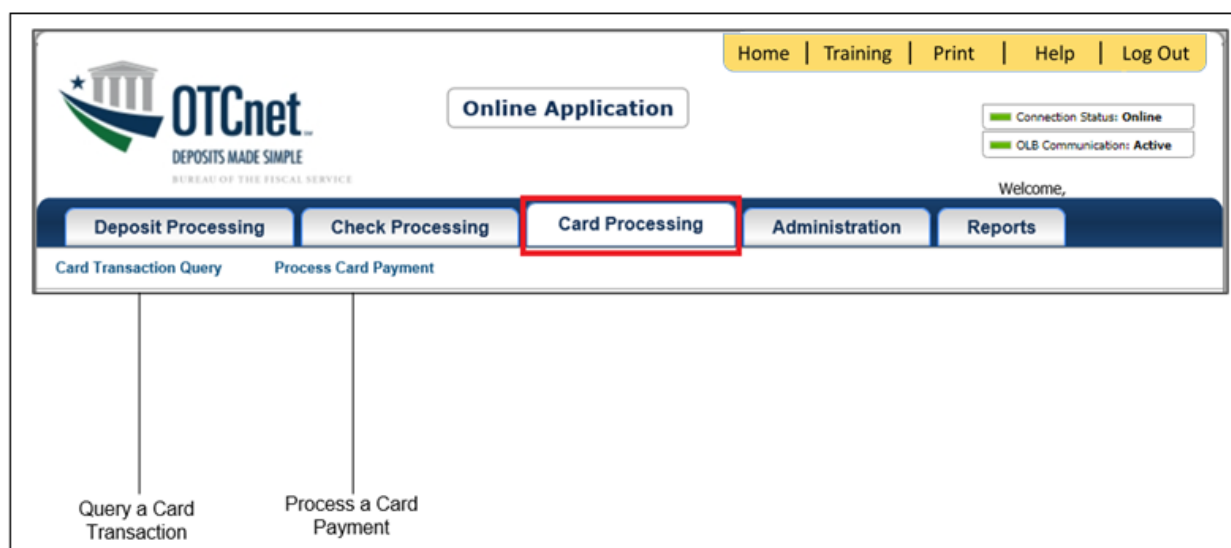 Home | Training | Print | Help | Log Out
OTCnet™
DEPOSITS MADE SIMPLE
BUREAU OF THE FISCAL SERVICE
Online Application
Connection Status: Online
OLB Communication: Active
Welcome,
Deposit Processing Check Processing Card Processing Administration Reports
Card Transaction Query Process Card Payment
Query a Card
Transaction
Process a Card
Payment